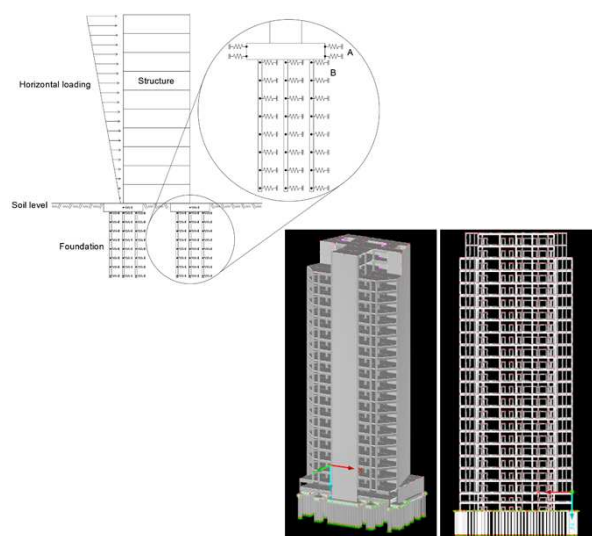 Horizontal loading
Structure
A
B
Soil level
Foundation